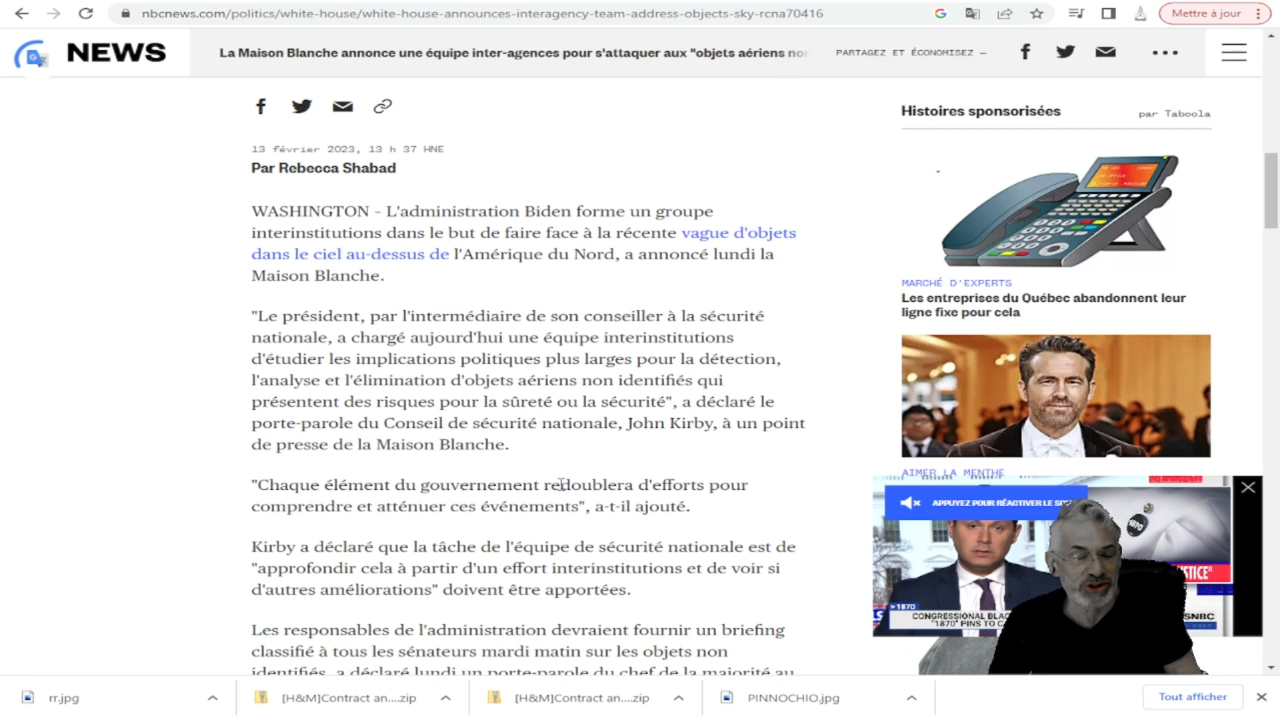 nbcnews.com/politics/white-house/white-house-announces-interagency-team-address-objects-sky-rcna70416
Mettre à jour
NEWS
La Maison Blanche annonce une équipe inter-agences pour s'attaquer aux "objets aériens non
PARTAGEZ ET ÉCONOMISEZ —
13 février 2023, 13 h 37 HNE
Par Rebecca Shabad
WASHINGTON - L'administration Biden forme un groupe
interinstitutions dans le but de faire face à la récente vague d'objets
dans le ciel au-dessus de l'Amérique du Nord, a annoncé lundi la
Maison Blanche.
"Le président, par l'intermédiaire de son conseiller à la sécurité
nationale, a chargé aujourd'hui une équipe interinstitutions
d'étudier les implications politiques plus larges pour la détection,
l'analyse et l'élimination d'objets aériens non identifiés qui
présentent des risques pour la sûreté ou la sécurité", a déclaré le
porte-parole du Conseil de sécurité nationale, John Kirby, à un point
de presse de la Maison Blanche.
"Chaque élément du gouvernement redoublera d'efforts pour
comprendre et atténuer ces événements", a-t-il ajouté.
Kirby a déclaré que la tâche de l'équipe de sécurité nationale est de
"approfondir cela à partir d'un effort interinstitutions et de voir si
d'autres améliorations" doivent être apportées.
Les responsables de l'administration devraient fournir un briefing
classifié à tous les sénateurs mardi matin sur les objets non
identifiés, a déclaré lundi un porte-parole du chef de la majorité au
Histoires sponsorisées
par Taboola
MARCHÉ D'EXPERTS
Les entreprises du Québec abandonnent leur
ligne fixe pour cela
AIMER LA MENTHE
APPUYEZ POUR RÉACTIVER LE
1870
JUSTICE"
>1870
CONGRESSIONAL
"1870" PINS TO
MSNBC
rr.jpg
[H&M]Contract an....zip
[H&M]Contract an....zip
PINNOCHIO.jpg
Tout afficher